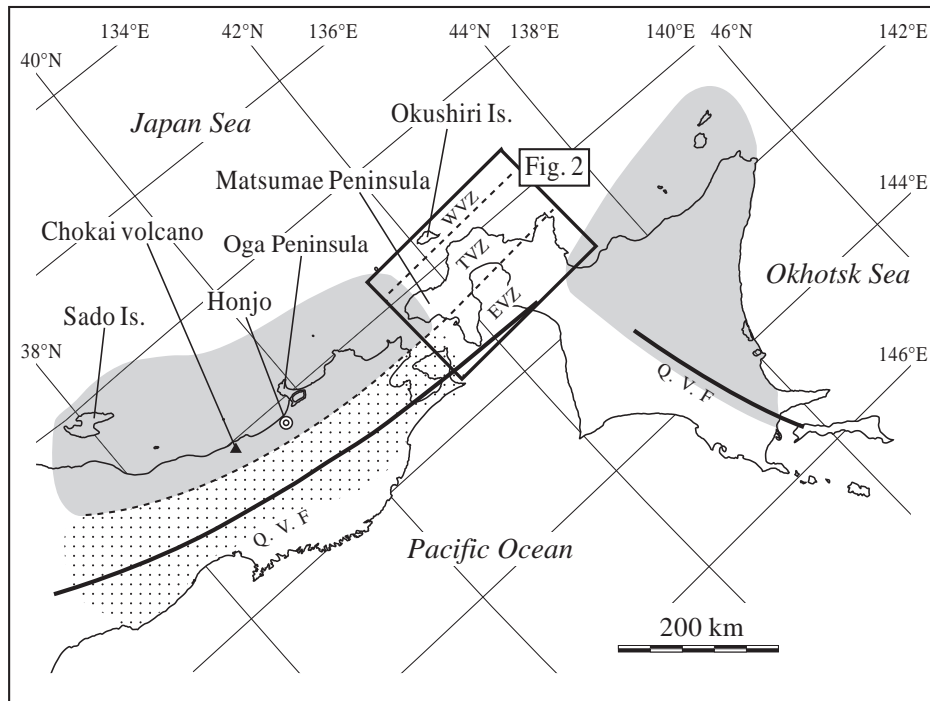 134°E
42°N
136°E
44°N
138°E
140°E
46°N
142°E
40°N
Japan Sea
Okushiri Is.
Fig. 2
Matsumae Peninsula
WVZ
144°E
Chokai volcano
Oga Peninsula
TVZ
Okhotsk Sea
Honjo
EVZ
Sado Is.
38°N
146°E
Q. V. F
Q. V. F
Pacific Ocean
200 km